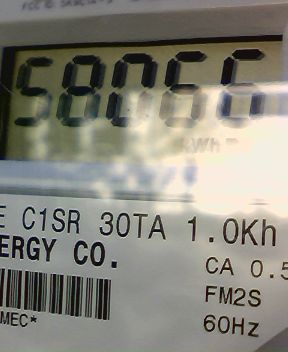 58066
kWh
E C1SR 30TA 1.0Kh
ERGY CO.
CA 0.5
FM2S
MEC*
60Hz